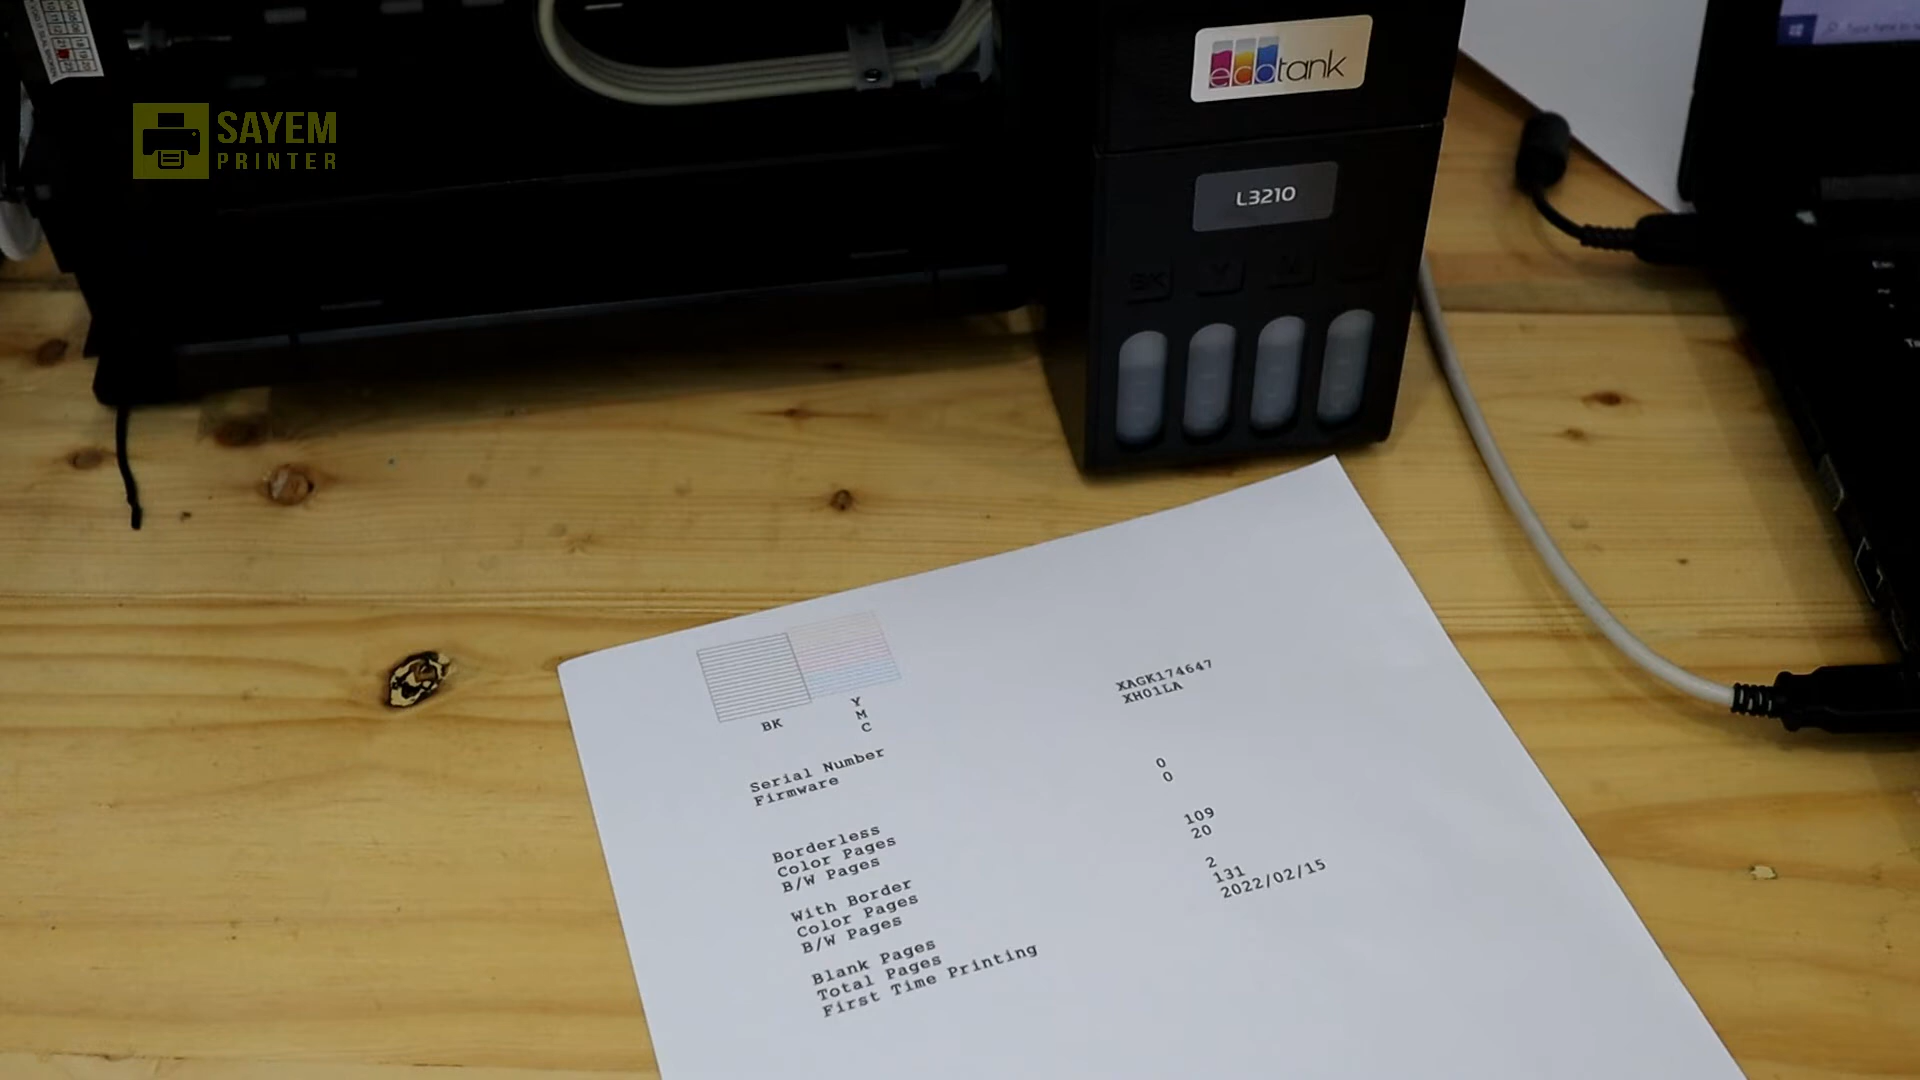 SAYEM
PRINTER
ecotank
L3210
BK
Y
M
C
Serial Number XAGK174647
Firmware XH01LA
Borderless
Color Pages 0
B/W Pages 0
With Border
Color Pages 109
B/W Pages 20
Blank Pages 2
Total Pages 131
First Time Printing 2022/02/15